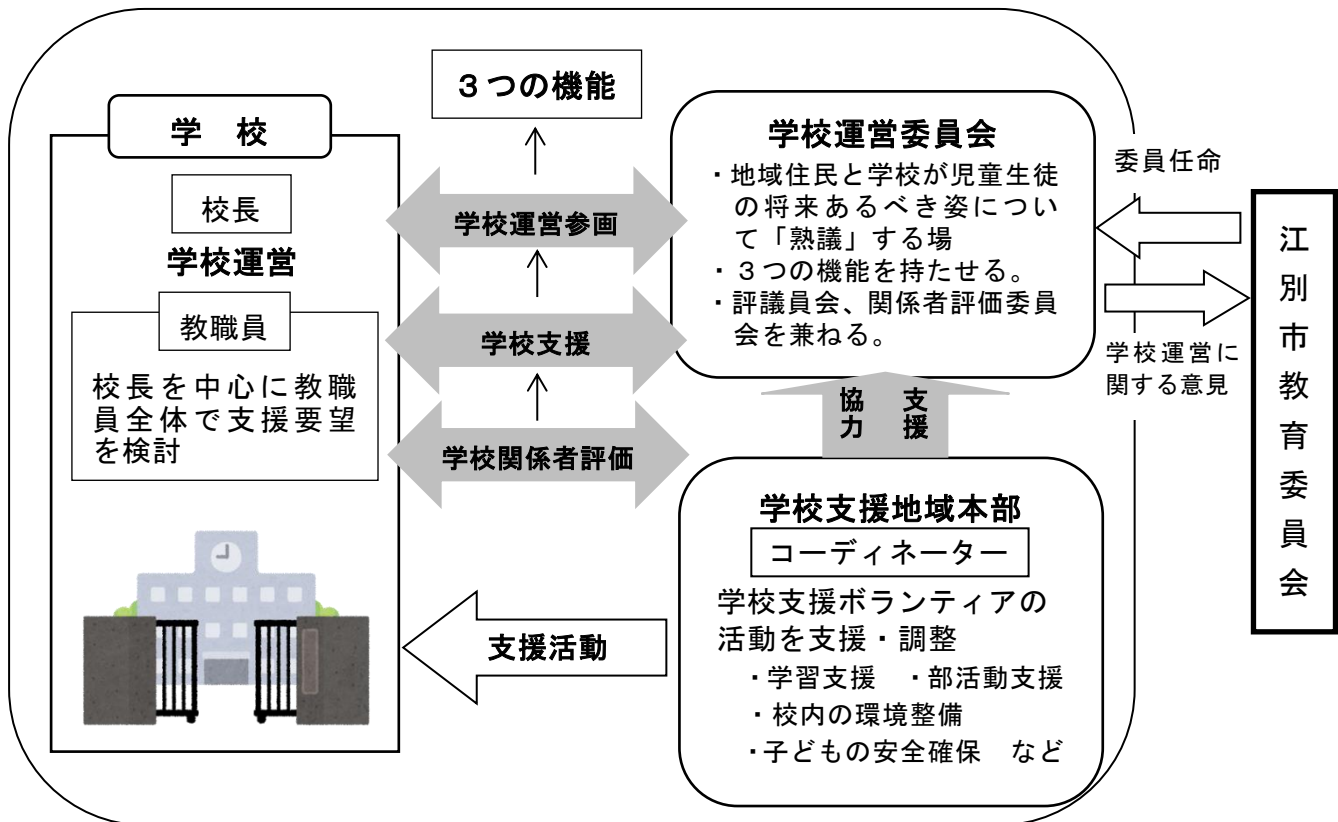 ３つの機能
学　校
校長
学校運営
教職員
校長を中心に教職
員全体で支援要望
を検討
学校運営参画
学校支援
学校関係者評価
支援活動
学校運営委員会
・地域住民と学校が児童生徒
の将来あるべき姿につい
て「熟議」する場
・３つの機能を持たせる。
・評議員会、関係者評価委員
会を兼ねる。
協力　支援
学校支援地域本部
コーディネーター
学校支援ボランティアの
活動を支援・調整
・学習支援　・部活動支援
・校内の環境整備
・子どもの安全確保　など
委員任命
学校運営に
関する意見
江別市教育委員会